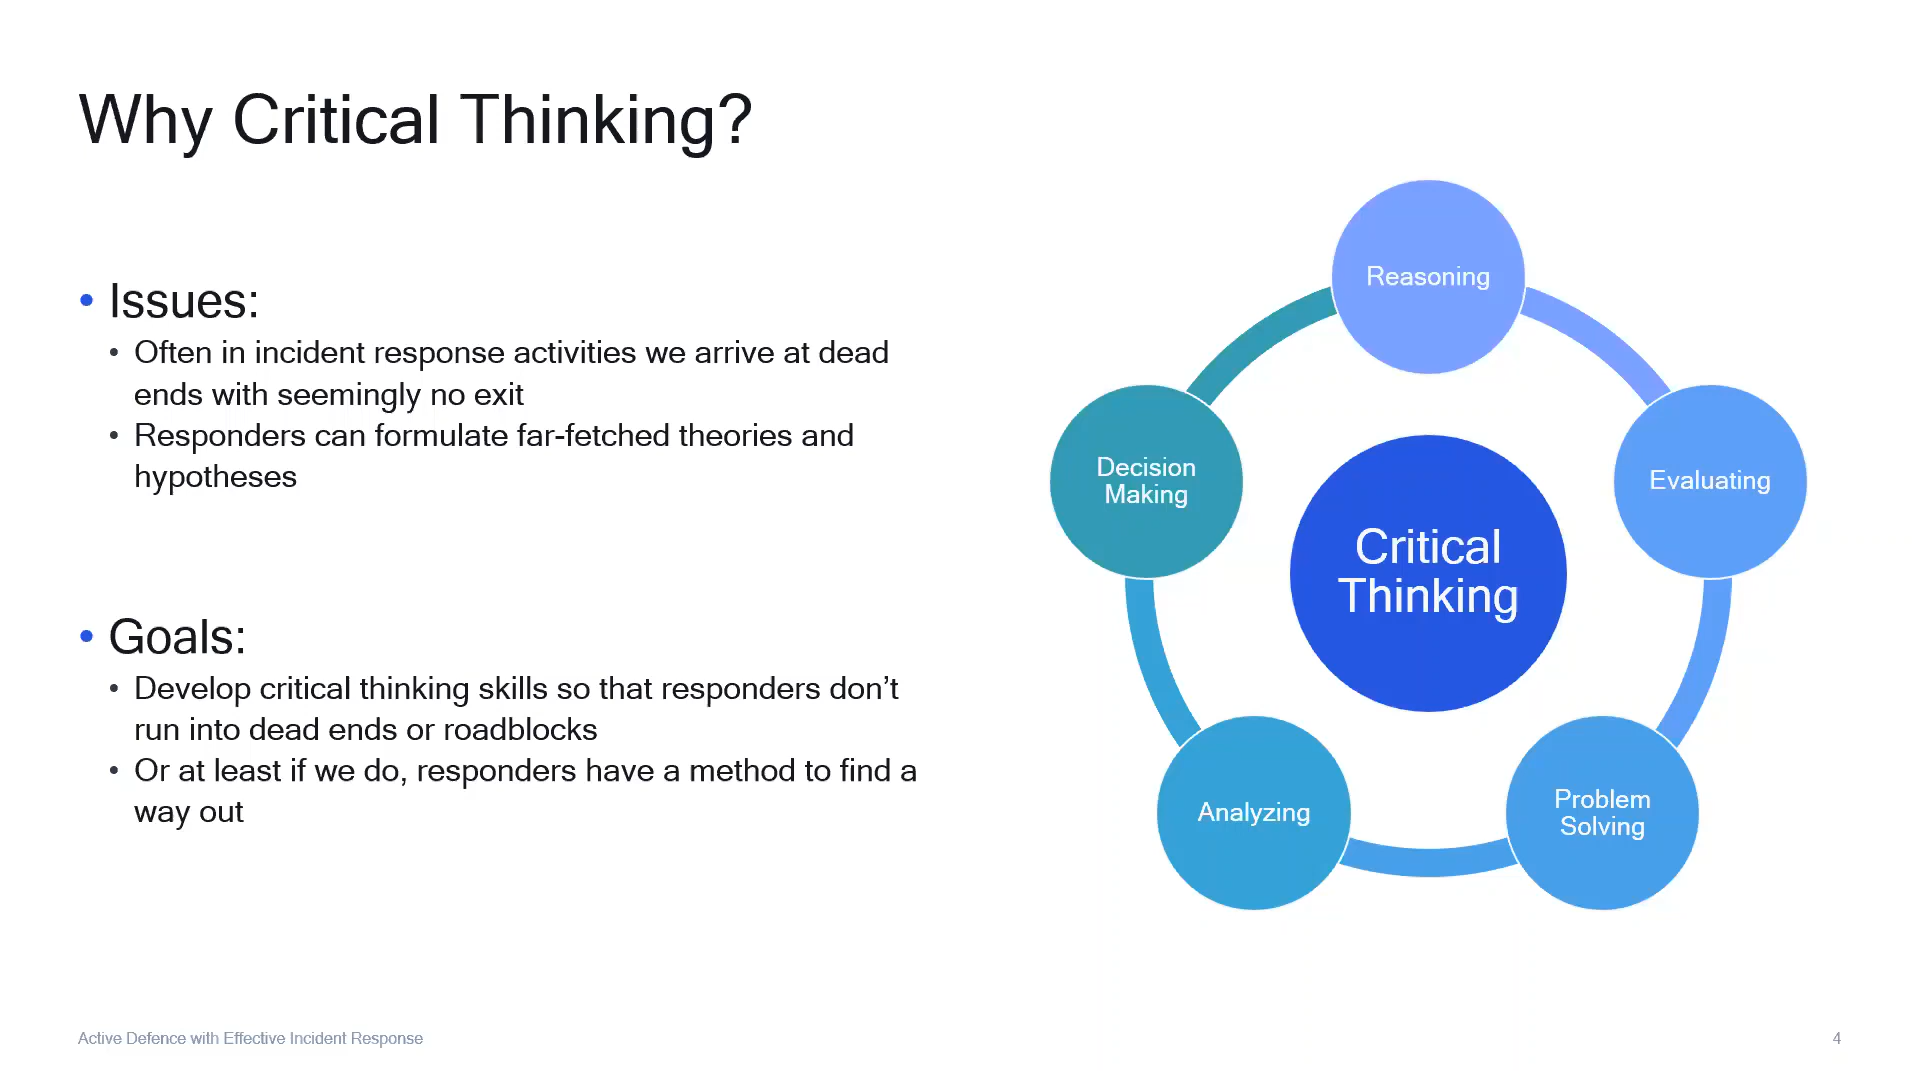 Why Critical Thinking?
• Issues:
• Often in incident response activities we arrive at dead
ends with seemingly no exit
• Responders can formulate far-fetched theories and
hypotheses
• Goals:
• Develop critical thinking skills so that responders don’t
run into dead ends or roadblocks
• Or at least if we do, responders have a method to find a
way out
Reasoning
Evaluating
Problem
Solving
Analyzing
Decision
Making
Critical
Thinking
Active Defence with Effective Incident Response
4